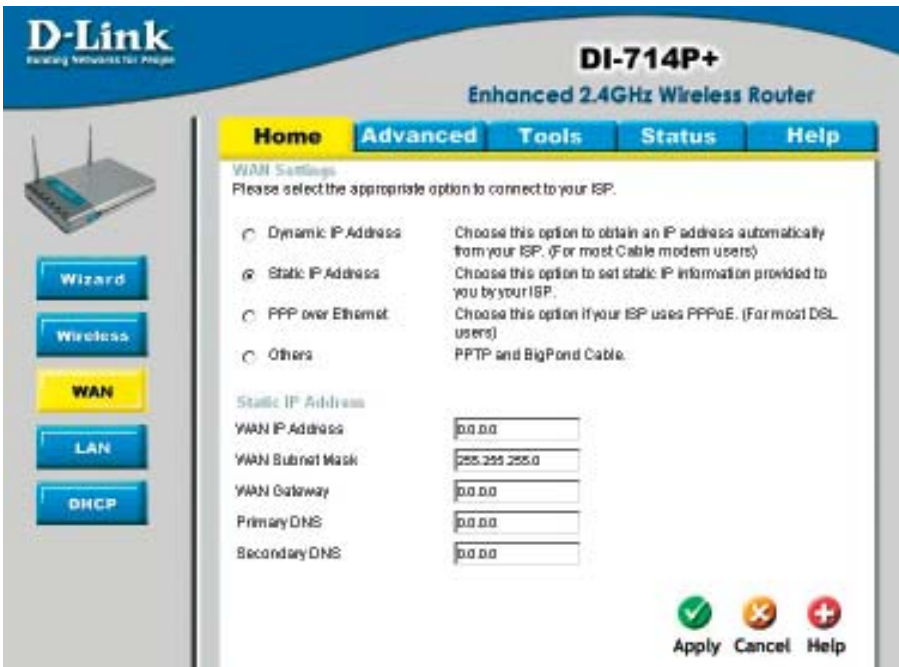 D-Link
Building Networks for People
DI-714P+
Enhanced 2.4GHz Wireless Router
Home Advanced Tools Status Help
Wizard
Wireless
WAN
LAN
DHCP
WAN Settings
Please select the appropriate option to connect to your ISP.
Dynamic IP Address Choose this option to obtain an IP address automatically
from your ISP. (For most Cable modem users)
Static IP Address Choose this option to set static IP information provided to
you by your ISP.
PPP over Ethernet Choose this option if your ISP uses PPPoE. (For most DSL
users)
Others PPTP and BigPond Cable.
Static IP Address
WAN IP Address 0.0.0.0
WAN Subnet Mask 255.255.255.0
WAN Gateway 0.0.0.0
Primary DNS 0.0.0.0
Secondary DNS 0.0.0.0
Apply Cancel Help